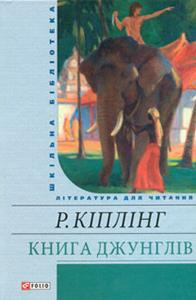 ШКІЛЬНА БІБЛІОТЕКА
ЛІТЕРАТУРА ДЛЯ ЧИТАННЯ
Р. КІПЛІНГ
КНИГА ДЖУНГЛІВ
FOLIO